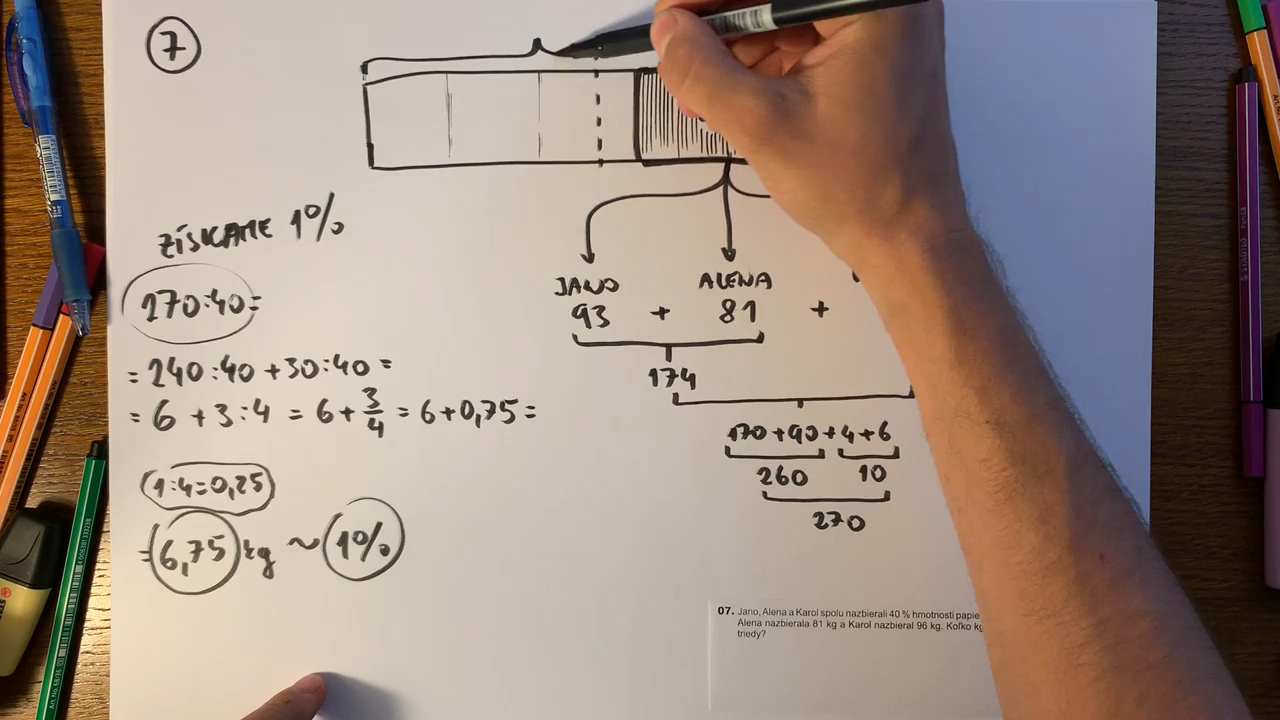 7
ZÍSKATE 1%
270:40=
= 240:40 + 30:40 =
= 6 + 3:4 = 6 + 3/4 = 6 + 0,75 =
1:4=0,25
= 6,75 kg ~ 1%
JANO ALENA
93 + 81 +
174
170+90+4+6
260 10
270
07. Jano, Alena a Karol spolu nazbierali 40 % hmotnosti papie
Alena nazbierala 81 kg a Karol nazbieral 96 kg. Koľko kg
triedy?